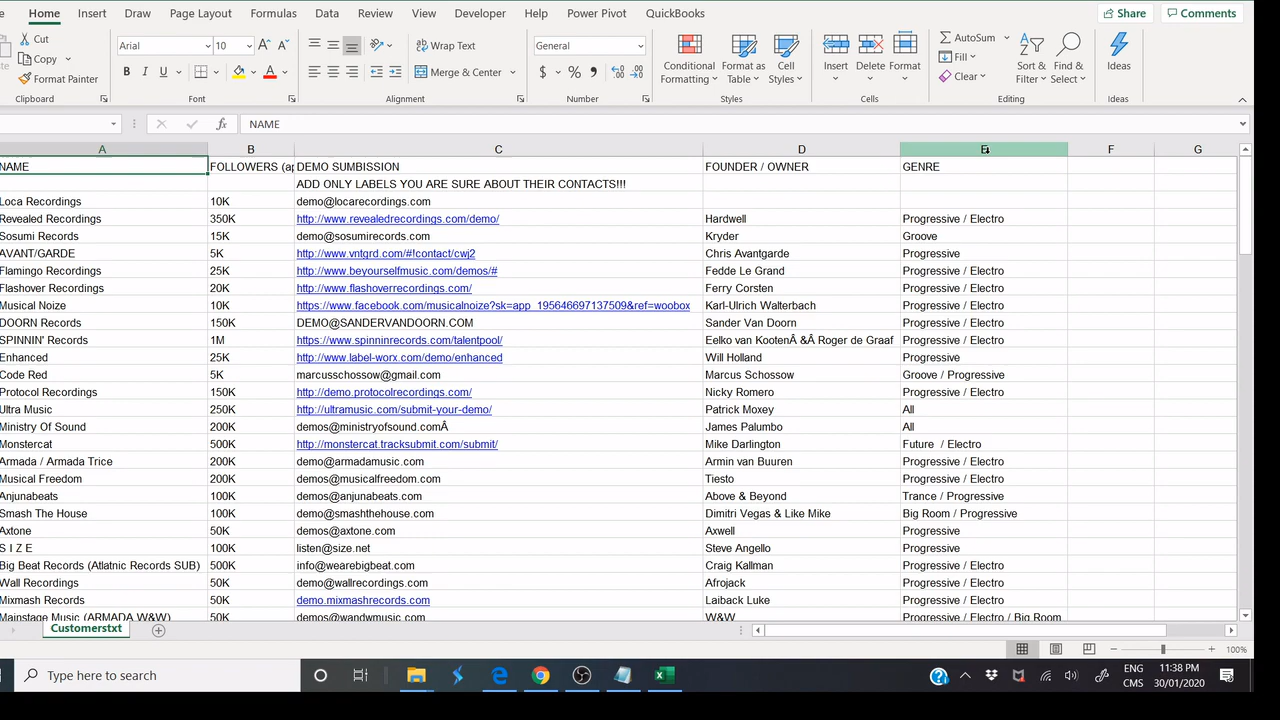 Home Insert Draw Page Layout Formulas Data Review View Developer Help Power Pivot QuickBooks Share Comments
Cut
Copy
Format Painter
Clipboard
Arial 10
B I U
Font
Wrap Text
Merge & Center
Alignment
General
$ % ,
Number
Conditional Formatting
Format as Table
Cell Styles
Styles
Insert Delete Format
Cells
AutoSum
Fill
Clear
Sort & Filter
Find & Select
Editing
Ideas
Ideas
fx NAME
A B C D E F G
NAME FOLLOWERS (ap DEMO SUMBISSION FOUNDER / OWNER GENRE
ADD ONLY LABELS YOU ARE SURE ABOUT THEIR CONTACTS!!!
Loca Recordings 10K demo@locarecordings.com
Revealed Recordings 350K http://www.revealedrecordings.com/demo/ Hardwell Progressive / Electro
Sosumi Records 15K demo@sosumirecords.com Kryder Groove
AVANT/GARDE 5K http://www.vntgrd.com/#!contact/cwj2 Chris Avantgarde Progressive
Flamingo Recordings 25K http://www.beyourselfmusic.com/demos/# Fedde Le Grand Progressive / Electro
Flashover Recordings 20K http://www.flashoverrecordings.com/ Ferry Corsten Progressive / Electro
Musical Noize 10K https://www.facebook.com/musicalnoize?sk=app_195646697137509&ref=woobox Karl-Ulrich Walterbach Progressive / Electro
DOORN Records 150K DEMO@SANDERVANDOORN.COM Sander Van Doorn Progressive / Electro
SPINNIN' Records 1M https://www.spinninrecords.com/talentpool/ Eelko van KootenÂ &Â Roger de Graaf Progressive / Electro
Enhanced 25K http://www.label-worx.com/demo/enhanced Will Holland Progressive
Code Red 5K marcusschossow@gmail.com Marcus Schossow Groove / Progressive
Protocol Recordings 150K http://demo.protocolrecordings.com/ Nicky Romero Progressive / Electro
Ultra Music 250K http://ultramusic.com/submit-your-demo/ Patrick Moxey All
Ministry Of Sound 200K demos@ministryofsound.comÂ James Palumbo All
Monstercat 500K http://monstercat.tracksubmit.com/submit/ Mike Darlington Future / Electro
Armada / Armada Trice 200K demo@armadamusic.com Armin van Buuren Progressive / Electro
Musical Freedom 200K demos@musicalfreedom.com Tiesto Progressive / Electro
Anjunabeats 100K demos@anjunabeats.com Above & Beyond Trance / Progressive
Smash The House 100K demos@smashthehouse.com Dimitri Vegas & Like Mike Big Room / Progressive
Axtone 50K demos@axtone.com Axwell Progressive
S I Z E 100K listen@size.net Steve Angello Progressive
Big Beat Records (Atlatnic Records SUB) 500K info@wearebigbeat.com Craig Kallman Progressive / Electro
Wall Recordings 50K demo@wallrecordings.com Afrojack Progressive / Electro
Mixmash Records 50K demo.mixmashrecords.com Laiback Luke Progressive / Electro
Mainstage Music (ARMADA W&W) 50K demos@wandwmusic.com W&W Progressive / Electro / Big Room
Customerstxt
100%
Type here to search
ENG
CMS
11:38 PM
30/01/2020